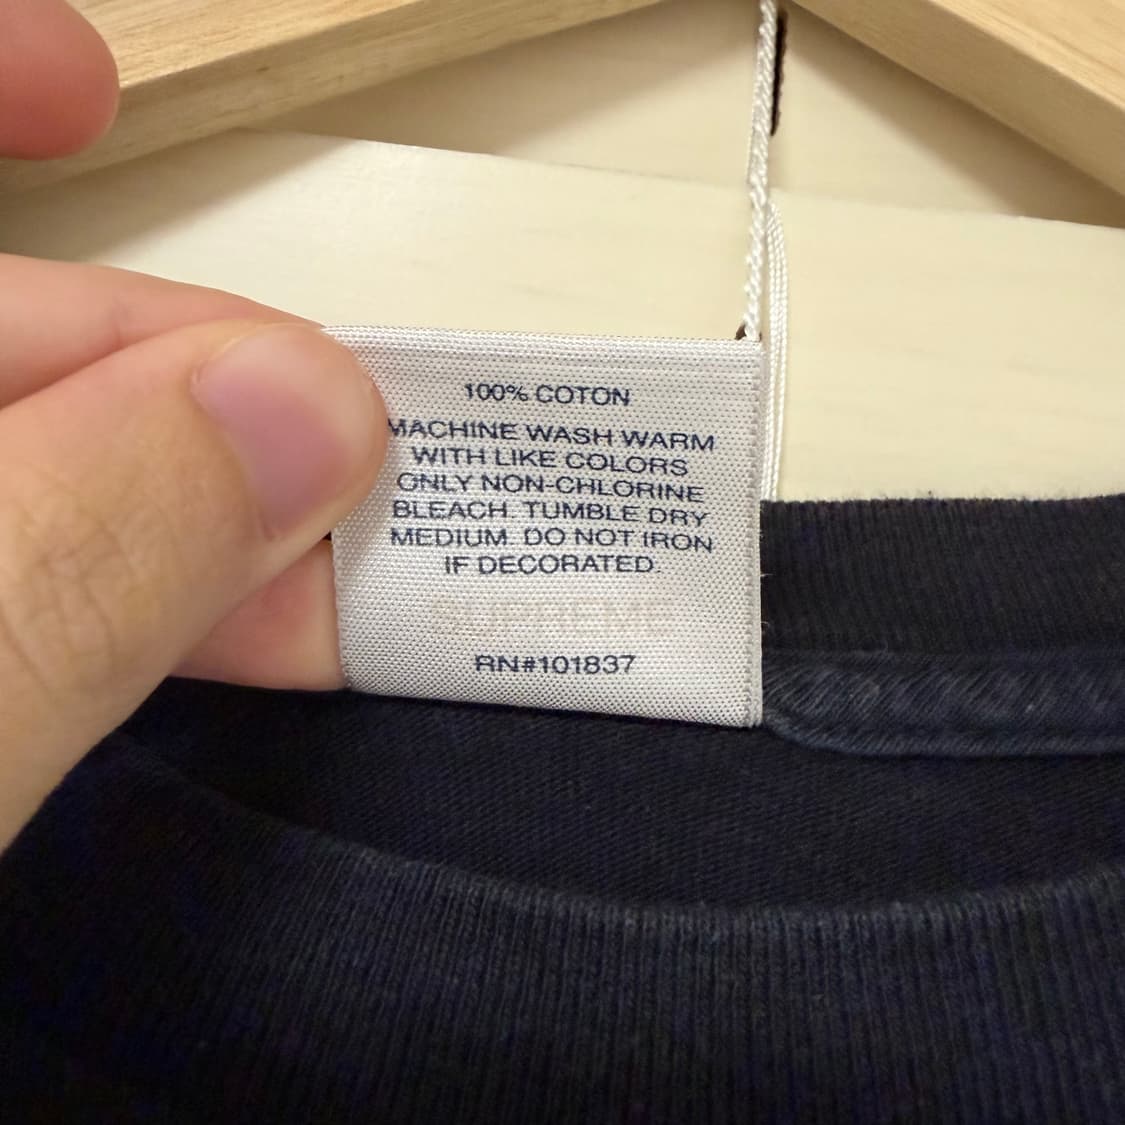 100% COTON
MACHINE WASH WARM
WITH LIKE COLORS
ONLY NON-CHLORINE
BLEACH TUMBLE DRY
MEDIUM DO NOT IRON
IF DECORATED.
SUPREME
RN#101837